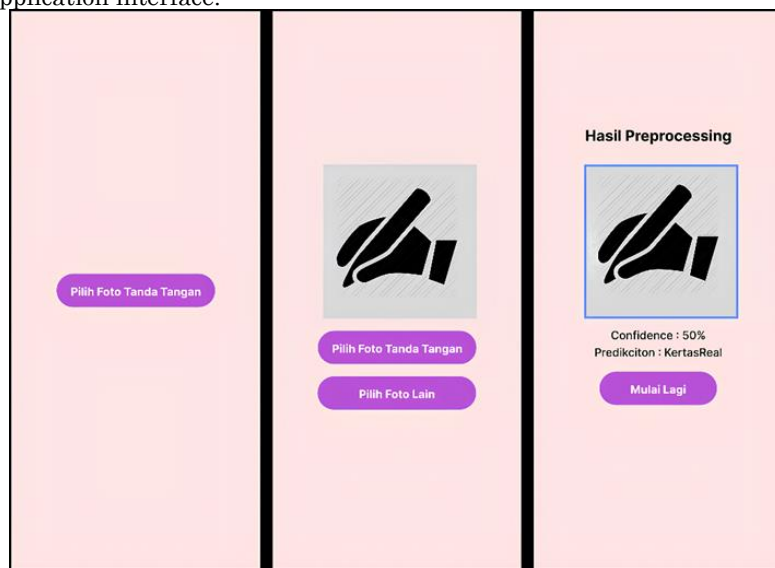 application interface.
Pilih Foto Tanda Tangan
Pilih Foto Tanda Tangan
Pilih Foto Lain
Hasil Preprocessing
Confidence : 50%
Predikciton : KertasReal
Mulai Lagi